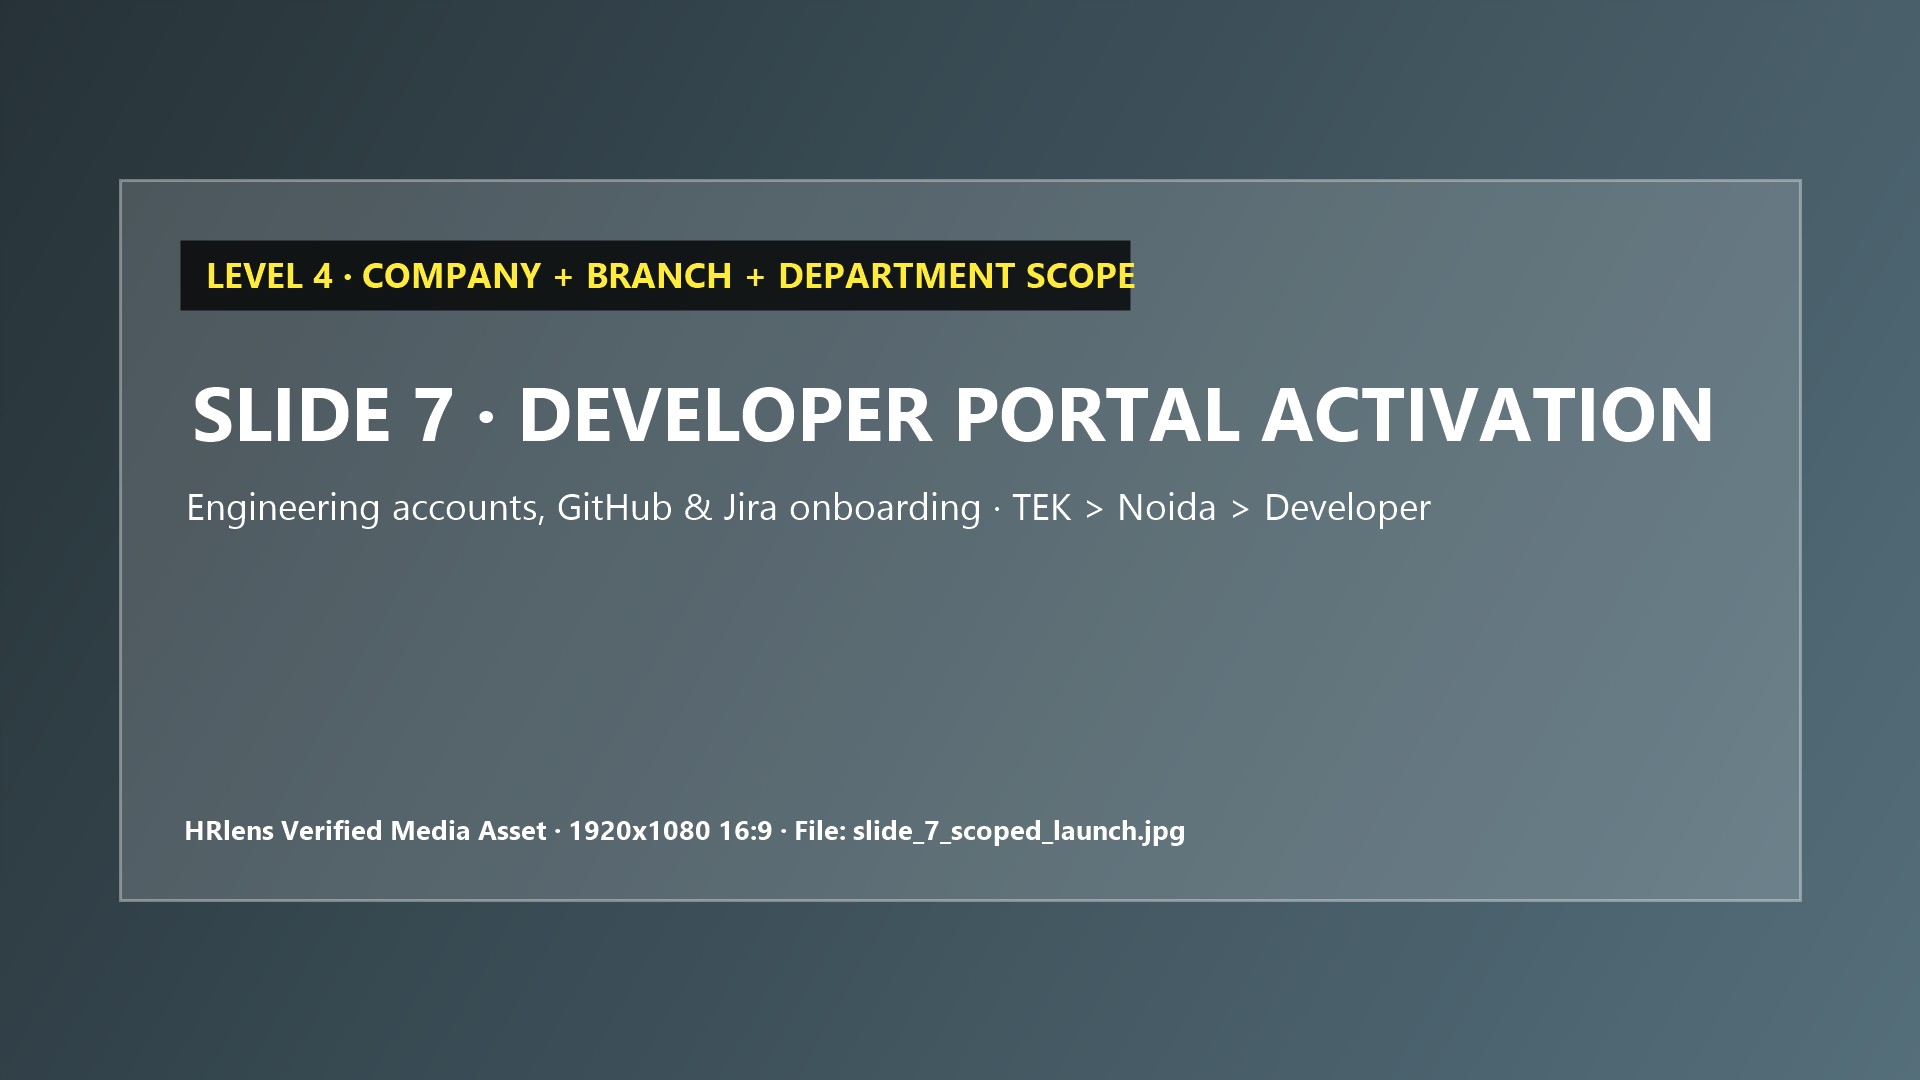 LEVEL 4 · COMPANY + BRANCH + DEPARTMENT SCOPE
SLIDE 7 · DEVELOPER PORTAL ACTIVATION
Engineering accounts, GitHub & Jira onboarding · TEK > Noida > Developer
HRlens Verified Media Asset · 1920x1080 16:9 · File: slide_7_scoped_launch.jpg